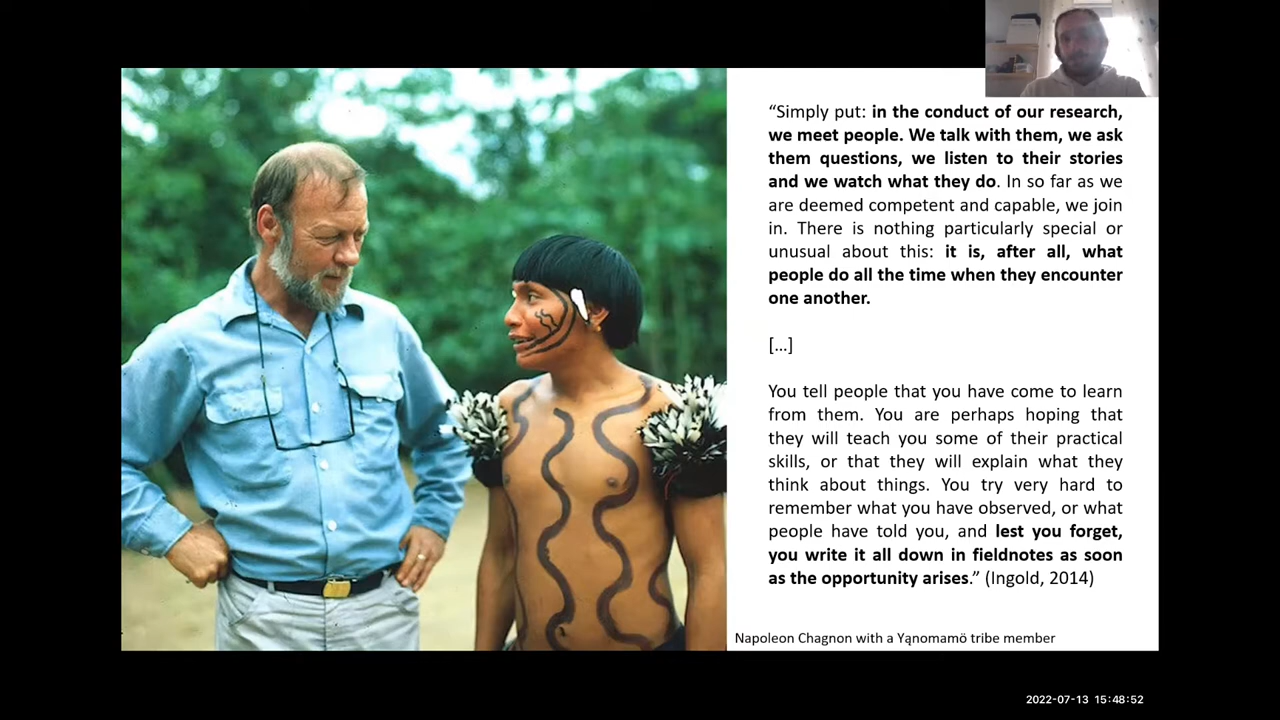 “Simply put: in the conduct of our research,
we meet people. We talk with them, we ask
them questions, we listen to their stories
and we watch what they do. In so far as we
are deemed competent and capable, we join
in. There is nothing particularly special or
unusual about this: it is, after all, what
people do all the time when they encounter
one another.
[…]
You tell people that you have come to learn
from them. You are perhaps hoping that
they will teach you some of their practical
skills, or that they will explain what they
think about things. You try very hard to
remember what you have observed, or what
people have told you, and lest you forget,
you write it all down in fieldnotes as soon
as the opportunity arises.” (Ingold, 2014)
Napoleon Chagnon with a Yąnomamö tribe member
2022-07-13 15:48:52